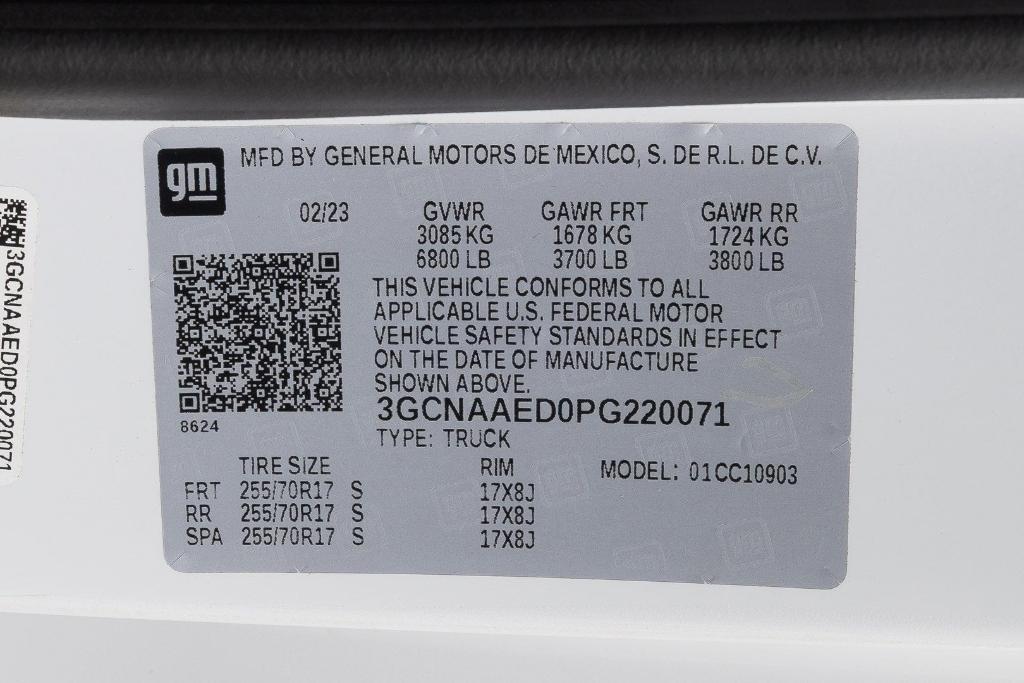 gm
MFD BY GENERAL MOTORS DE MEXICO, S. DE R.L. DE C.V.
02/23 GVWR GAWR FRT GAWR RR
3085 KG 1678 KG 1724 KG
6800 LB 3700 LB 3800 LB
THIS VEHICLE CONFORMS TO ALL
APPLICABLE U.S. FEDERAL MOTOR
VEHICLE SAFETY STANDARDS IN EFFECT
ON THE DATE OF MANUFACTURE
SHOWN ABOVE.
3GCNAAED0PG220071
8624
TYPE: TRUCK
TIRE SIZE RIM MODEL: 01CC10903
FRT 255/70R17 S 17X8J
RR 255/70R17 S 17X8J
SPA 255/70R17 S 17X8J
3GCNAAED0PG220071